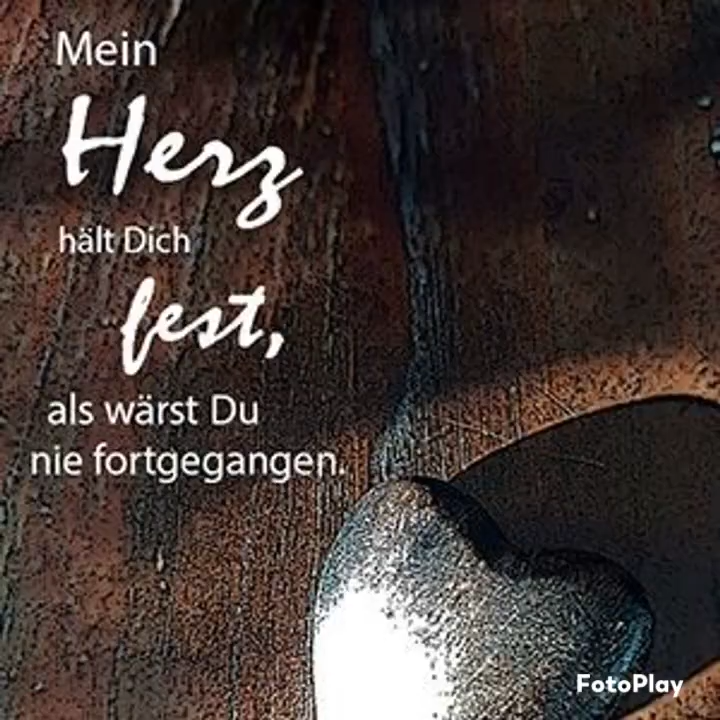 Mein
Herz
hält Dich
fest,
als wärst Du
nie fortgegangen.
FotoPlay